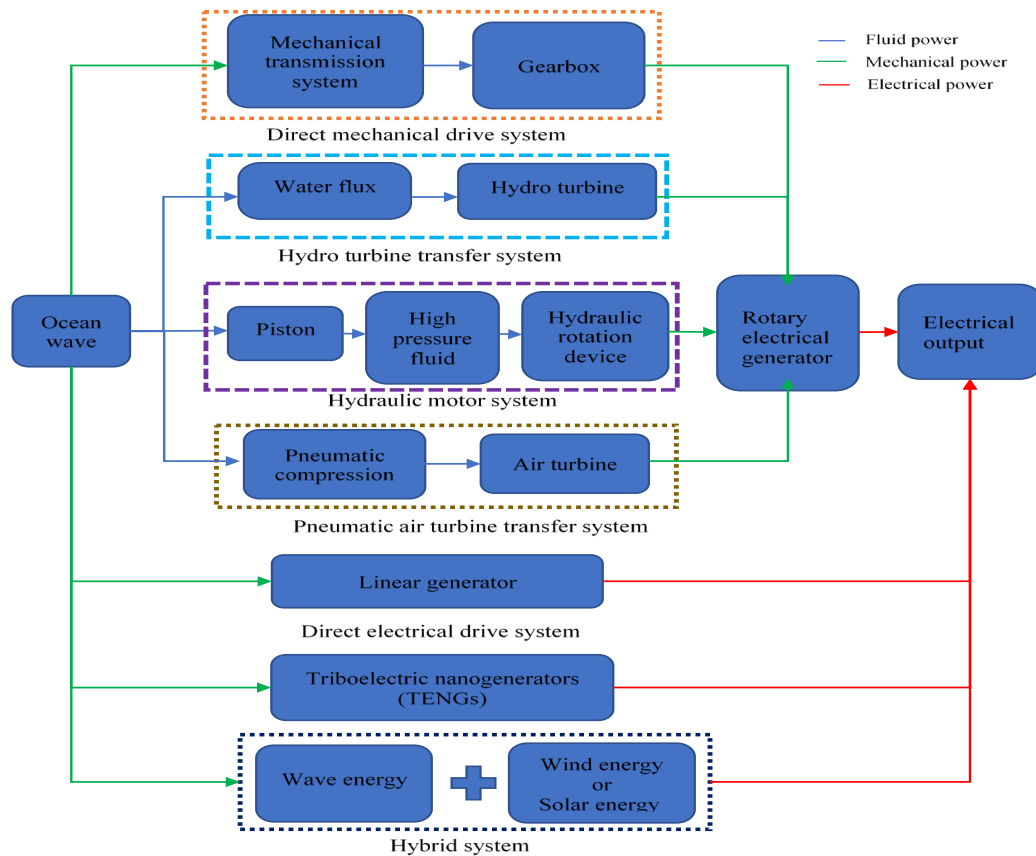 Fluid power
Mechanical power
Electrical power
Mechanical
transmission
system
Gearbox
Direct mechanical drive system
Water flux
Hydro turbine
Hydro turbine transfer system
Ocean
wave
Piston
High
pressure
fluid
Hydraulic
rotation
device
Rotary
electrical
generator
Electrical
output
Hydraulic motor system
Pneumatic
compression
Air turbine
Pneumatic air turbine transfer system
Linear generator
Direct electrical drive system
Triboelectric nanogenerators
(TENGs)
Wave energy
Wind energy
or
Solar energy
Hybrid system